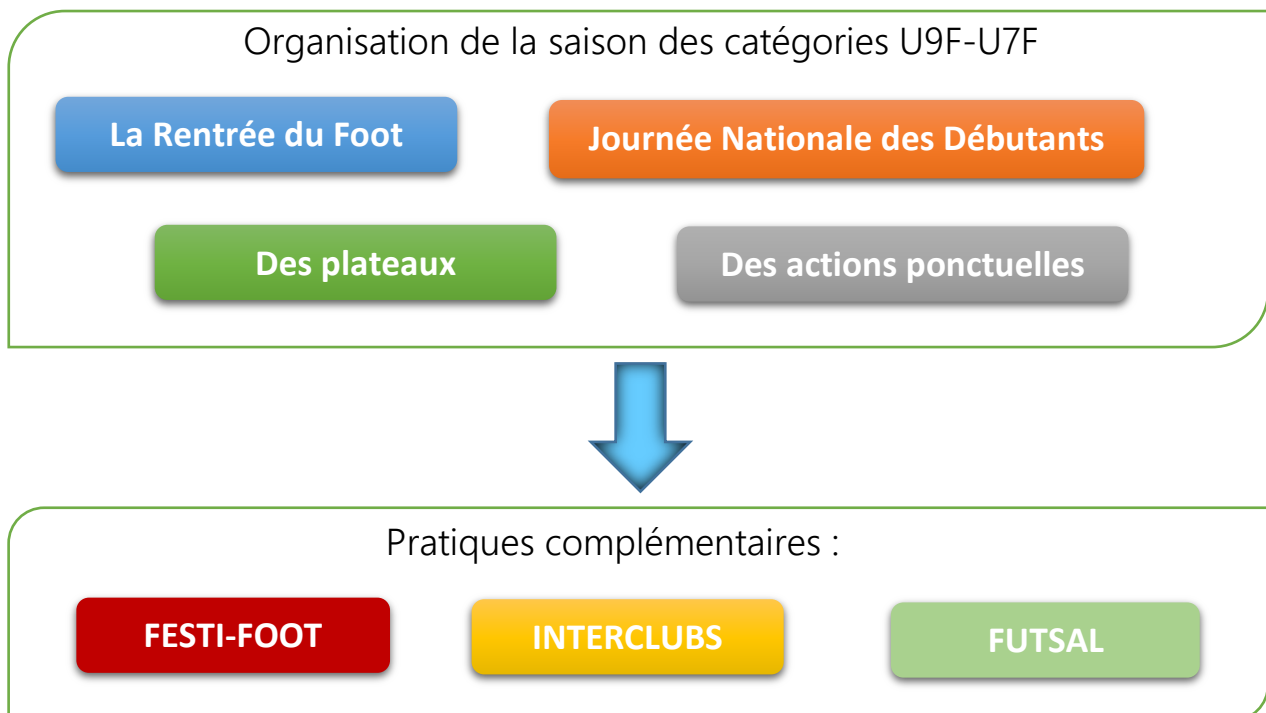 Organisation de la saison des catégories U9F-U7F
La Rentrée du Foot
Journée Nationale des Débutants
Des plateaux
Des actions ponctuelles
Pratiques complémentaires :
FESTI-FOOT
INTERCLUBS
FUTSAL